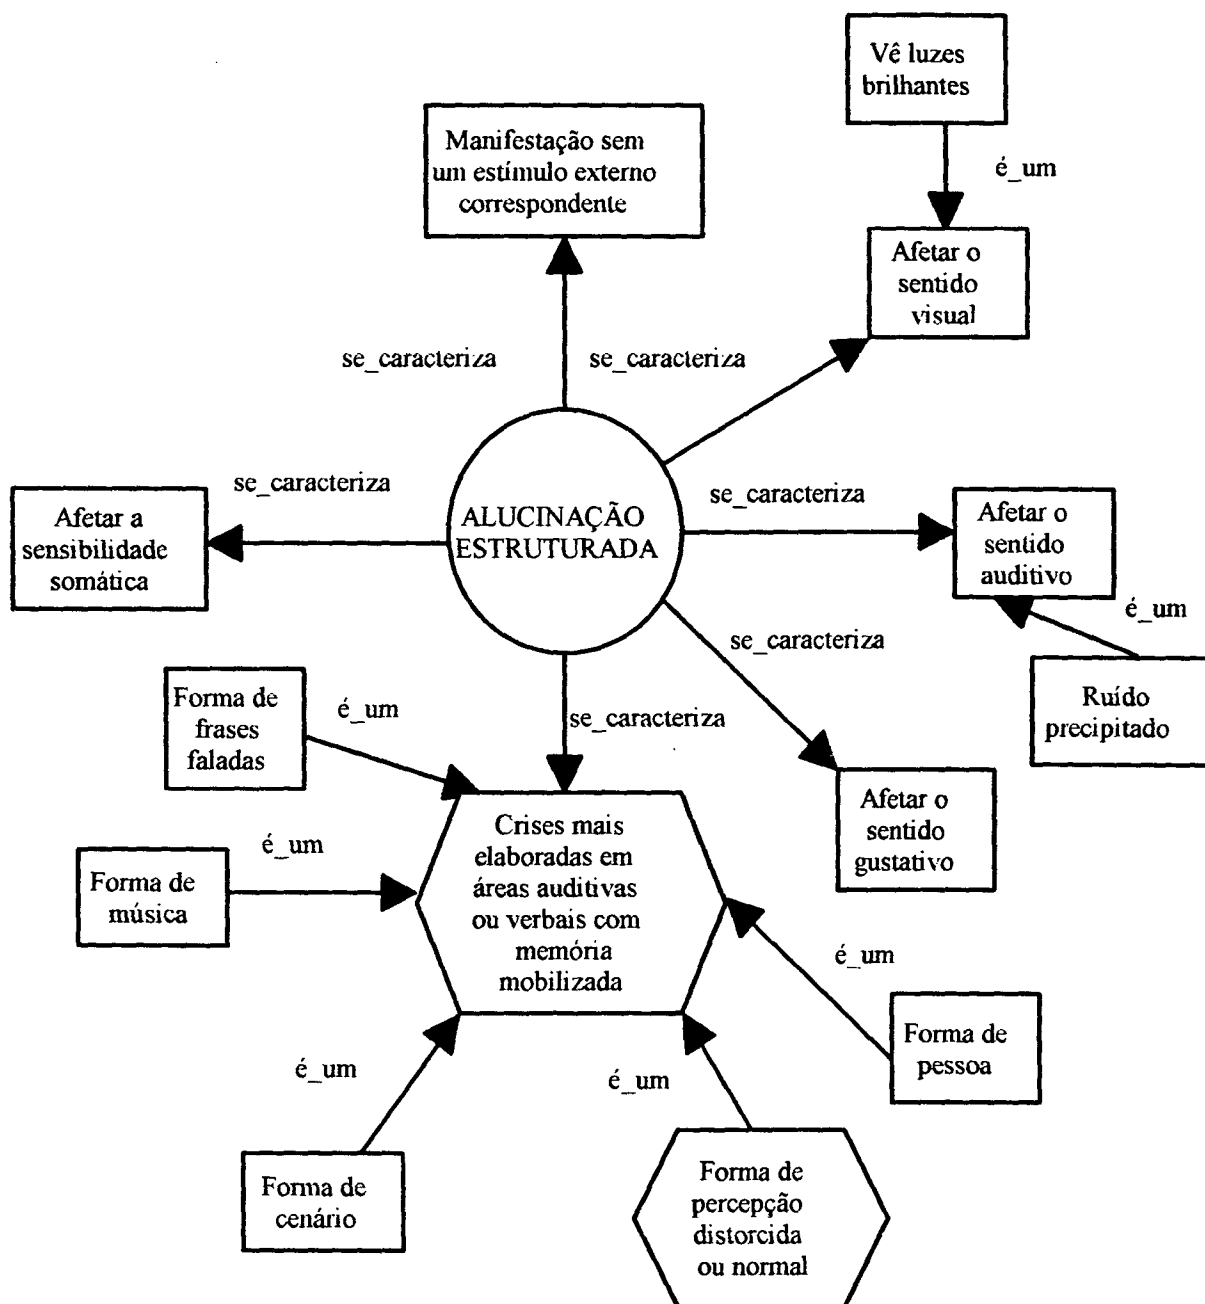 Vê luzes
brilhantes
é_um
Manifestação sem
um estímulo externo
correspondente
Afetar o
sentido
visual
se_caracteriza
se_caracteriza
se_caracteriza
Afetar a
sensibilidade
somática
ALUCINAÇÃO
ESTRUTURADA
se_caracteriza
Afetar o
sentido
auditivo
é_um
Ruído
precipitado
se_caracteriza
se_caracteriza
Forma de
frases
faladas
é_um
Afetar o
sentido
gustativo
é_um
Forma de
música
Crises mais
elaboradas em
áreas auditivas
ou verbais com
memória
mobilizada
é_um
Forma de
pessoa
é_um
é_um
Forma de
cenário
Forma de
percepção
distorcida
ou normal